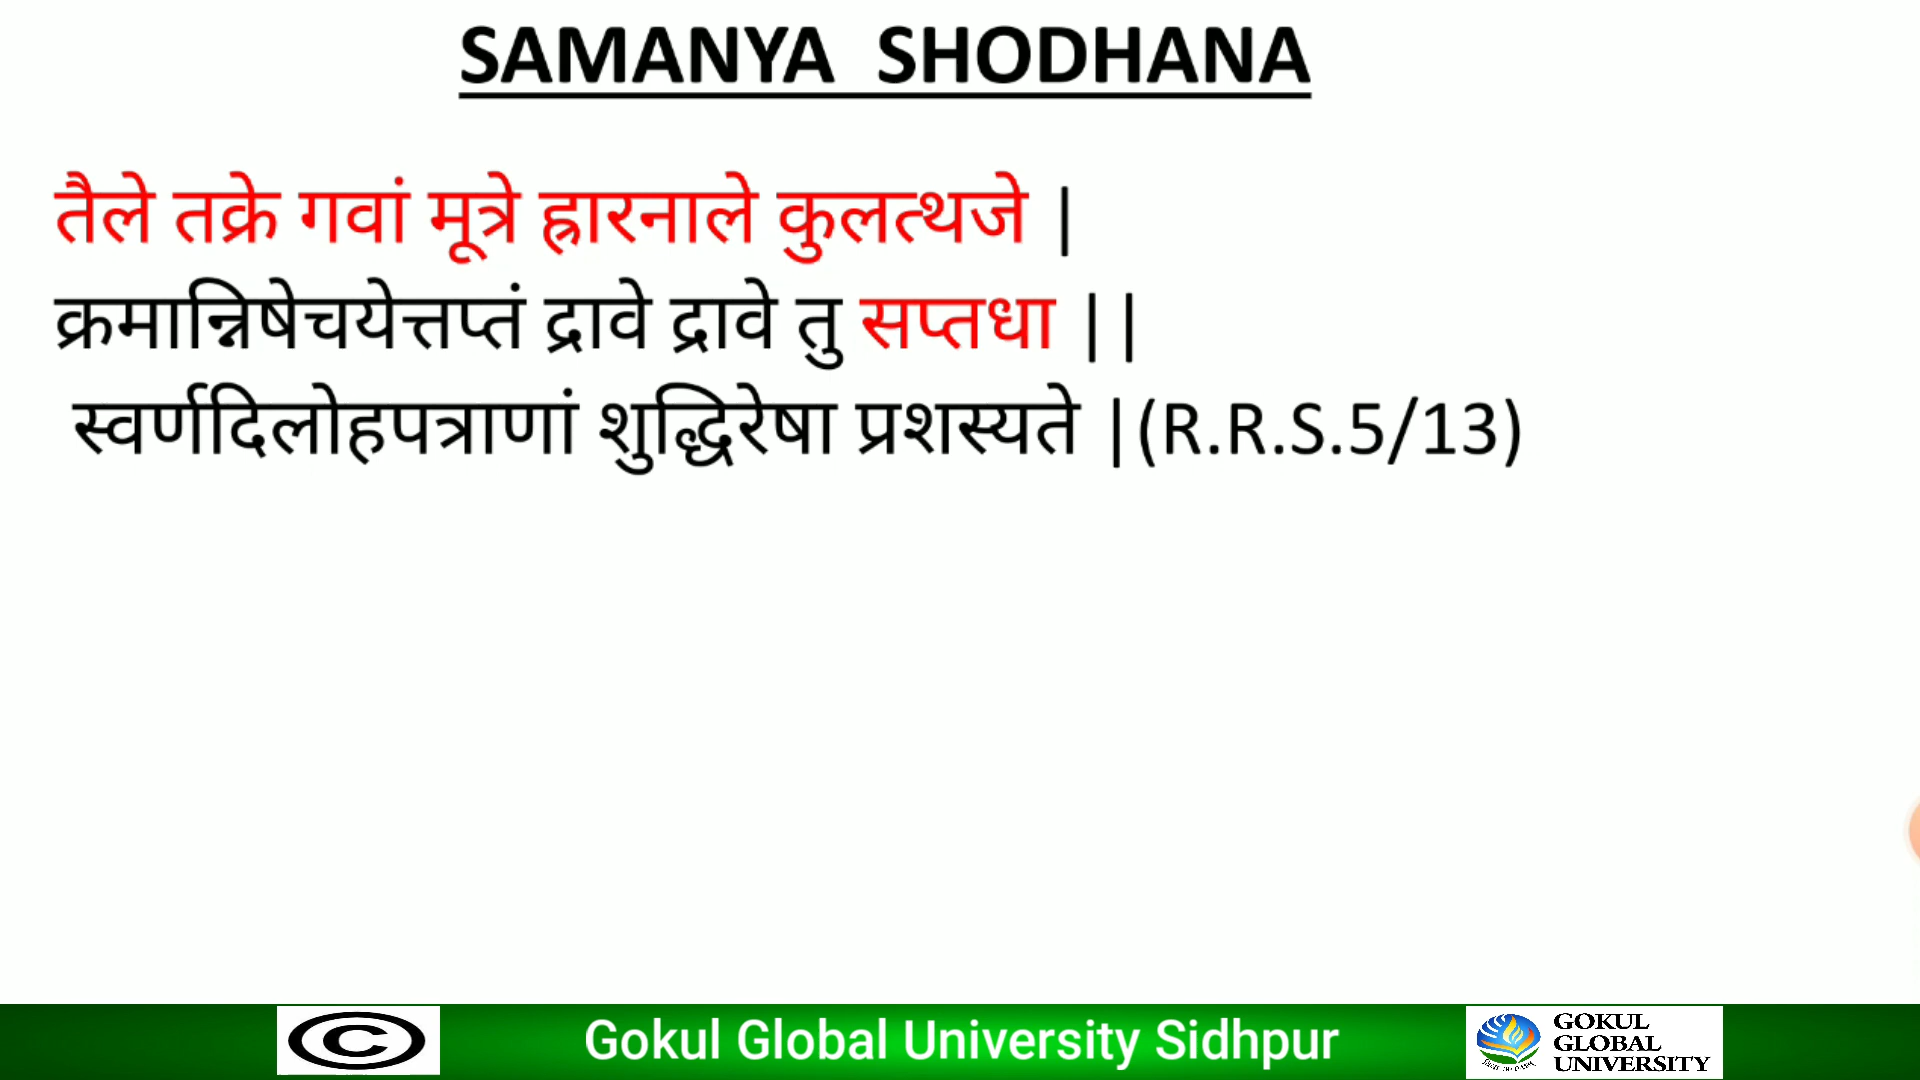 SAMANYA SHODHANA
तैले तक्रे गवां मूत्रे ह्रारनाले कुलत्थजे |
क्रमान्निषेचयेत्तप्तं द्रावे द्रावे तु सप्तधा ||
स्वर्णदिलोहपत्राणां शुद्धिरेषा प्रशस्यते |(R.R.S.5/13)
©
Gokul Global University Sidhpur
GOKUL
GLOBAL
UNIVERSITY